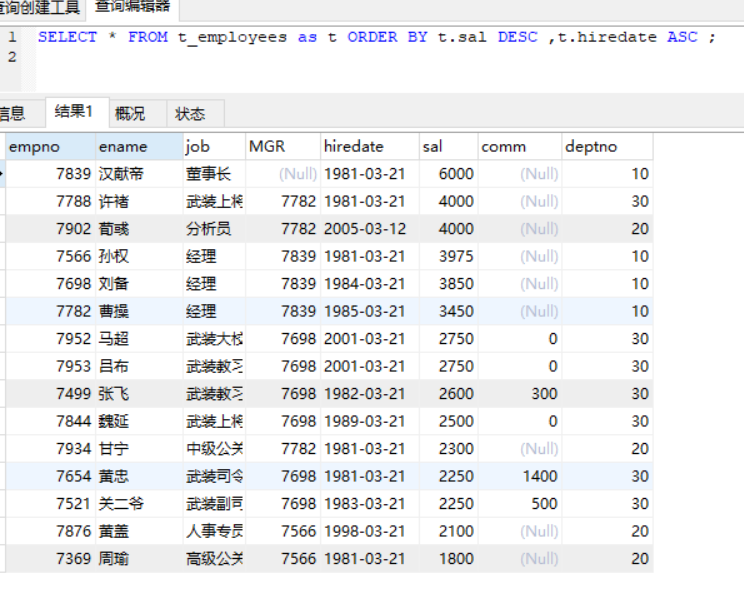 查询创建工具 查询编辑器
1 SELECT * FROM t_employees as t ORDER BY t.sal DESC ,t.hiredate ASC ;
2
信息 结果1 概况 状态
empno ename job MGR hiredate sal comm deptno
7839 汉献帝 董事长 (Null) 1981-03-21 6000 (Null) 10
7788 许褚 武装上将 7782 1981-03-21 4000 (Null) 30
7902 荀彧 分析员 7782 2005-03-12 4000 (Null) 20
7566 孙权 经理 7839 1981-03-21 3975 (Null) 10
7698 刘备 经理 7839 1984-03-21 3850 (Null) 10
7782 曹操 经理 7839 1985-03-21 3450 (Null) 10
7952 马超 武装大校 7698 2001-03-21 2750 0 30
7953 吕布 武装教习 7698 2001-03-21 2750 0 30
7499 张飞 武装教习 7698 1982-03-21 2600 300 30
7844 魏延 武装上将 7698 1989-03-21 2500 0 30
7934 甘宁 中级公关 7782 1981-03-21 2300 (Null) 20
7654 黄忠 武装司令 7698 1981-03-21 2250 1400 30
7521 关二爷 武装副司 7698 1983-03-21 2250 500 30
7876 黄盖 人事专员 7566 1998-03-21 2100 (Null) 20
7369 周瑜 高级公关 7566 1981-03-21 1800 (Null) 20